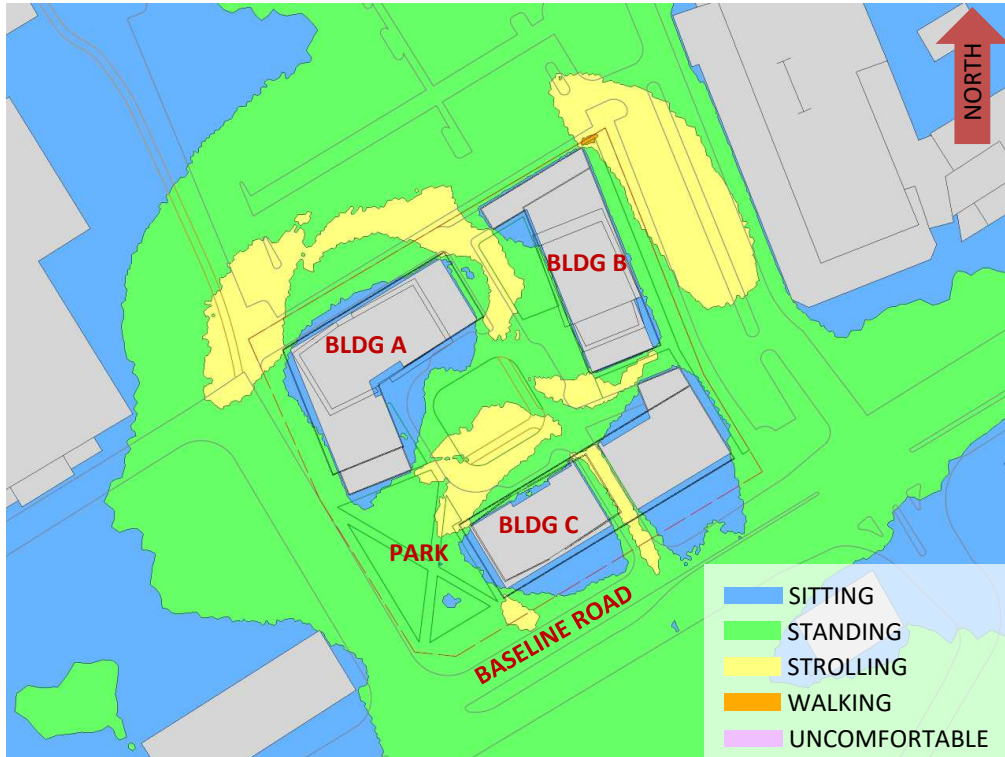 NORTH
BLDG B
BLDG A
BLDG C
PARK
BASELINE ROAD
SITTING
STANDING
STROLLING
WALKING
UNCOMFORTABLE